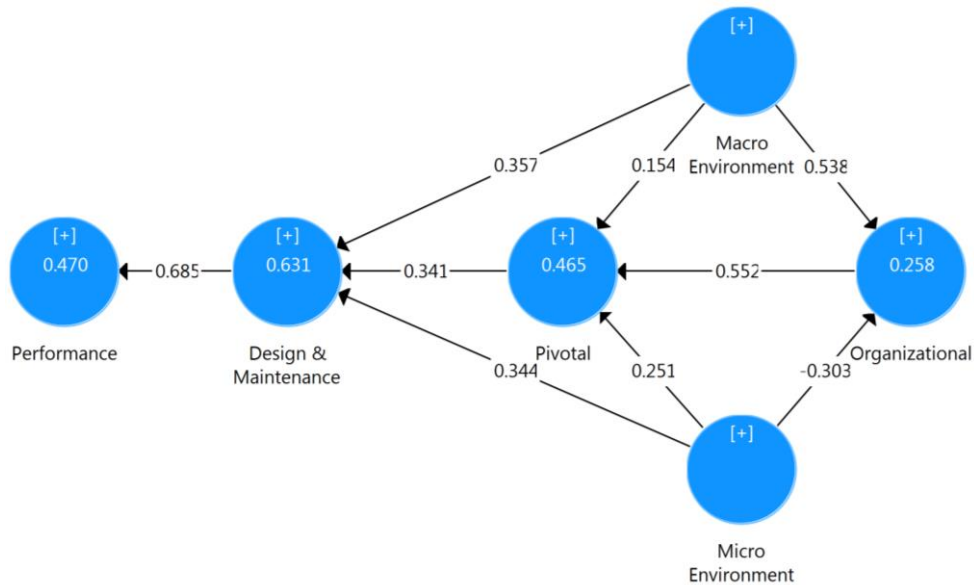 [+]
Macro
Environment
0.357
0.154
0.538
[+]
0.470
Performance
0.685
[+]
0.631
Design &
Maintenance
0.341
[+]
0.465
Pivotal
0.552
[+]
0.258
Organizational
0.344
0.251
-0.303
[+]
Micro
Environment